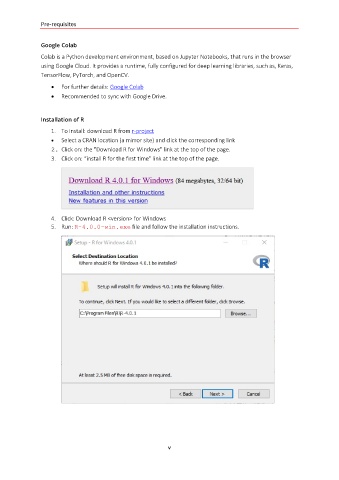 Pre-requisites
Google Colab
Colab is a Python development environment, based on Jupyter Notebooks, that runs in the browser
using Google Cloud. It provides a runtime, fully configured for deep learning libraries, such as, Keras,
TensorFlow, PyTorch, and OpenCV.
• For further details: Google Colab
• Recommended to sync with Google Drive
Installation of R
1. To install: download R from r-project
• Select a CRAN location (a mirror site) and click the corresponding link
2. Click on: the "Download R for Windows" link at the top of the page.
3. Click on: "install R for the first time" link at the top of the page.
Download R 4.0.1 for Windows (84 megabytes, 32/64 bit)
Installation and other instructions
New features in this version
4. Click: Download R <version> for Windows
5. Run: R-4.0.0-win.exe file and follow the installation instructions.
Setup - R for Windows 4.0.1
Select Destination Location
Where should R for Windows 4.0.1 be installed?
R
Setup will install R for Windows 4.0.1 into the following folder.
To continue, click Next. If you would like to select a different folder, click Browse.
C:\Program Files\R\R-4.0.1
Browse...
At least 2.5 MB of free disk space is required.
< Back Next > Cancel
v